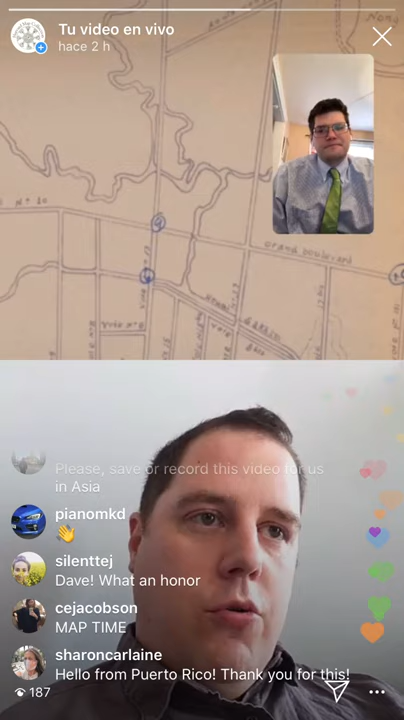 Tu video en vivo
hace 2 h
Grand boulevard
Please, save or record this video for us
in Asia
pianomkd
👋
silenttej
Dave! What an honor
cejacobson
MAP TIME
sharoncarlaine
Hello from Puerto Rico! Thank you for this!
187